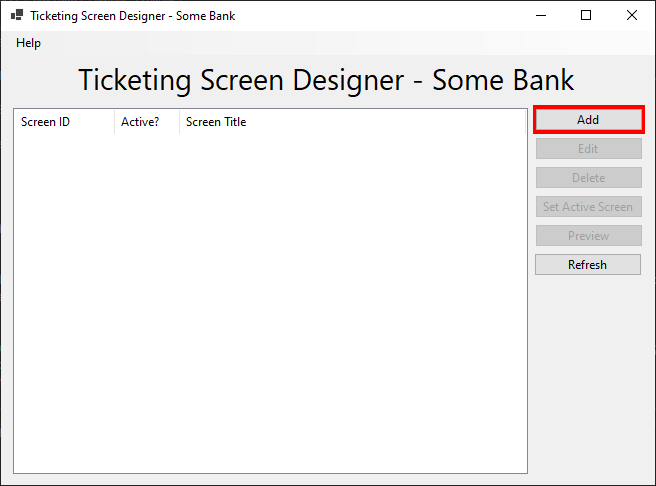 Ticketing Screen Designer - Some Bank
Help
Ticketing Screen Designer - Some Bank
Screen ID Active? Screen Title
Add
Edit
Delete
Set Active Screen
Preview
Refresh